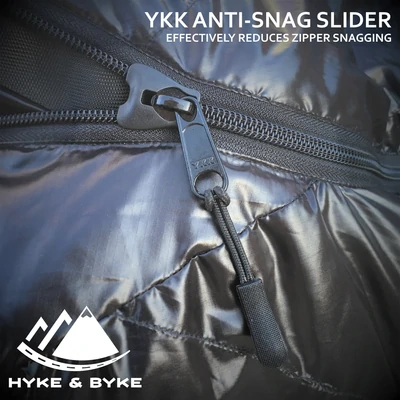 YKK ANTI-SNAG SLIDER
EFFECTIVELY REDUCES ZIPPER SNAGGING
YKK
HYKE & BYKE